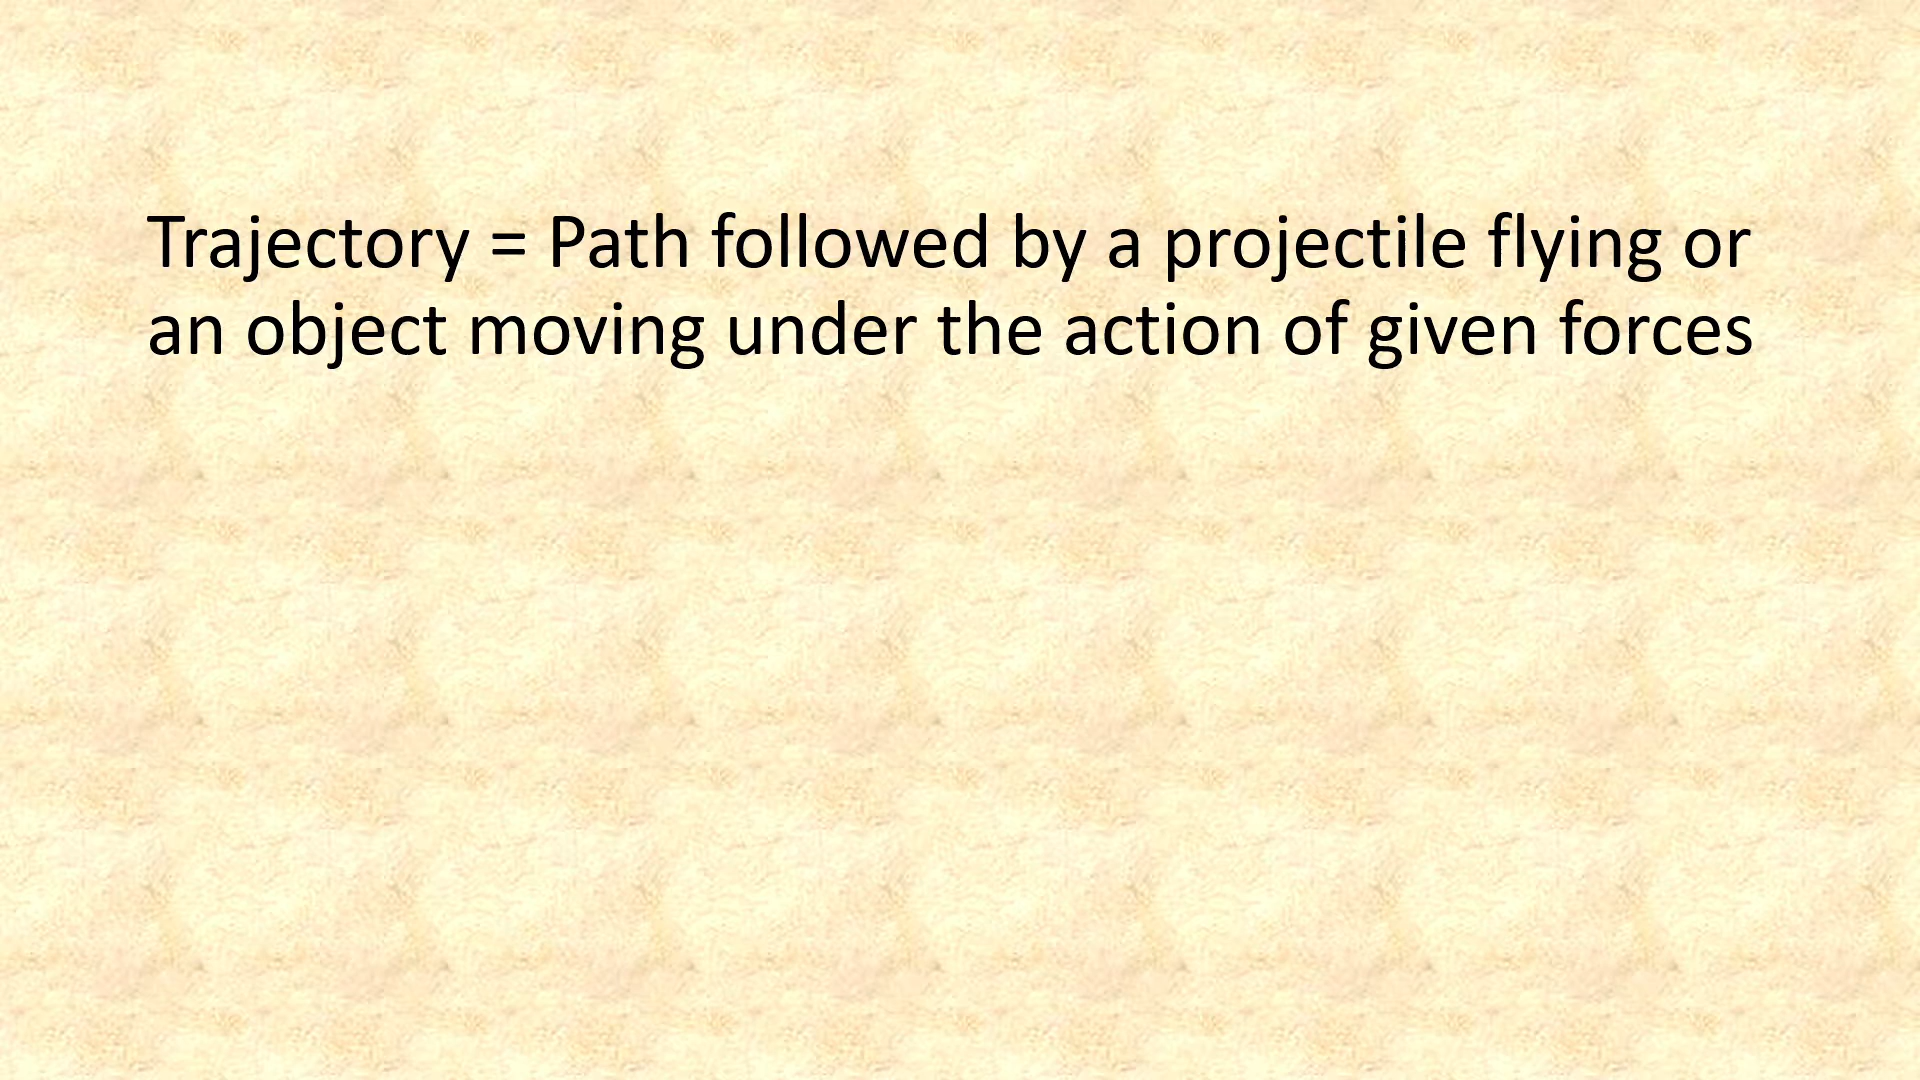 Trajectory = Path followed by a projectile flying or
an object moving under the action of given forces